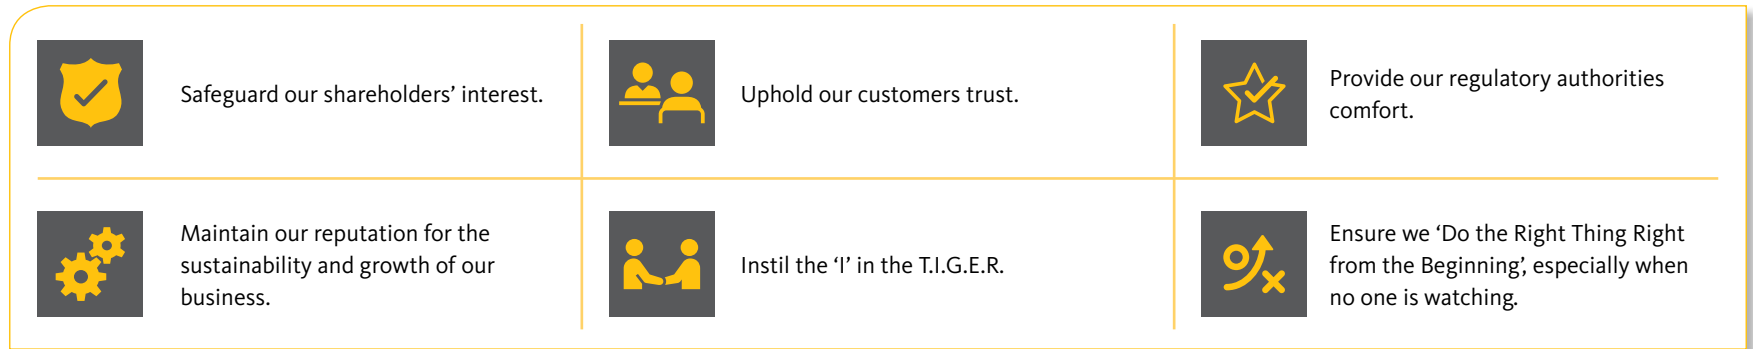 Safeguard our shareholders’ interest.
Uphold our customers trust.
Provide our regulatory authorities
comfort.
Maintain our reputation for the
sustainability and growth of our
business.
Instil the ‘I’ in the T.I.G.E.R.
Ensure we ‘Do the Right Thing Right
from the Beginning’, especially when
no one is watching.